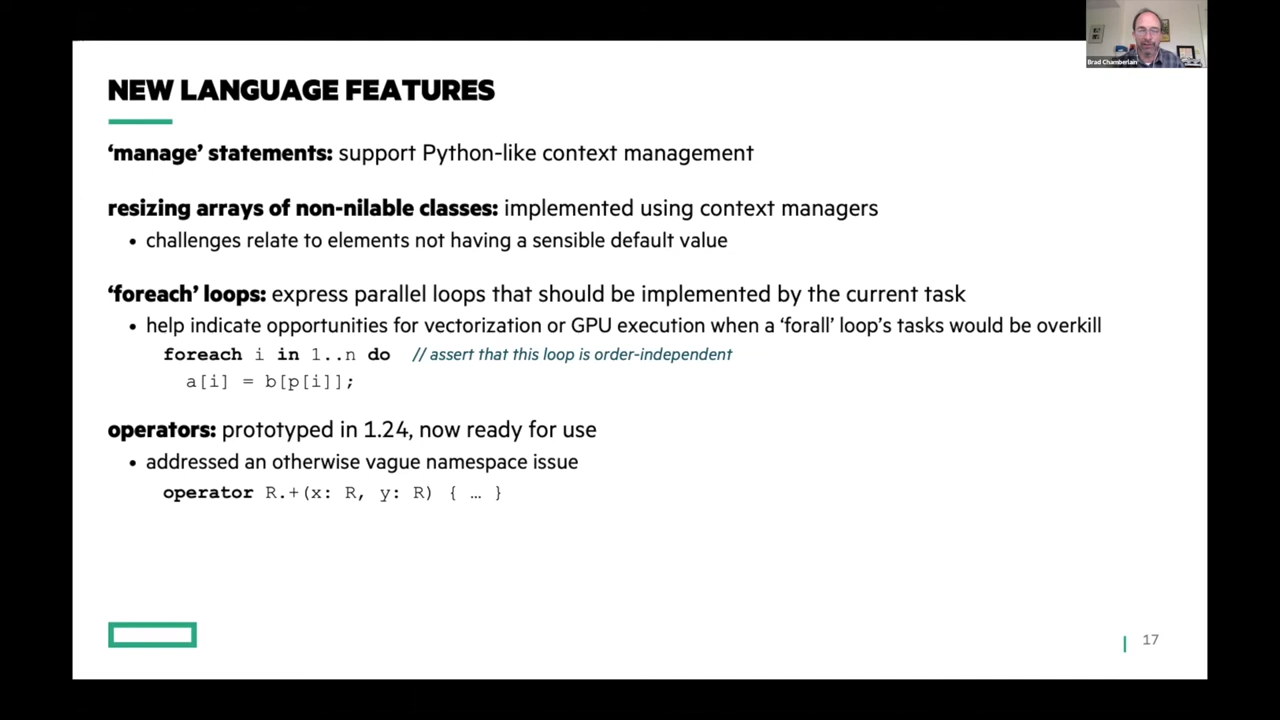 Brad Chamberlain
NEW LANGUAGE FEATURES
‘manage’ statements: support Python-like context management
resizing arrays of non-nilable classes: implemented using context managers
• challenges relate to elements not having a sensible default value
‘foreach’ loops: express parallel loops that should be implemented by the current task
• help indicate opportunities for vectorization or GPU execution when a ‘forall’ loop’s tasks would be overkill
foreach i in 1..n do // assert that this loop is order-independent
a[i] = b[p[i]];
operators: prototyped in 1.24, now ready for use
• addressed an otherwise vague namespace issue
operator R.+(x: R, y: R) { … }
17